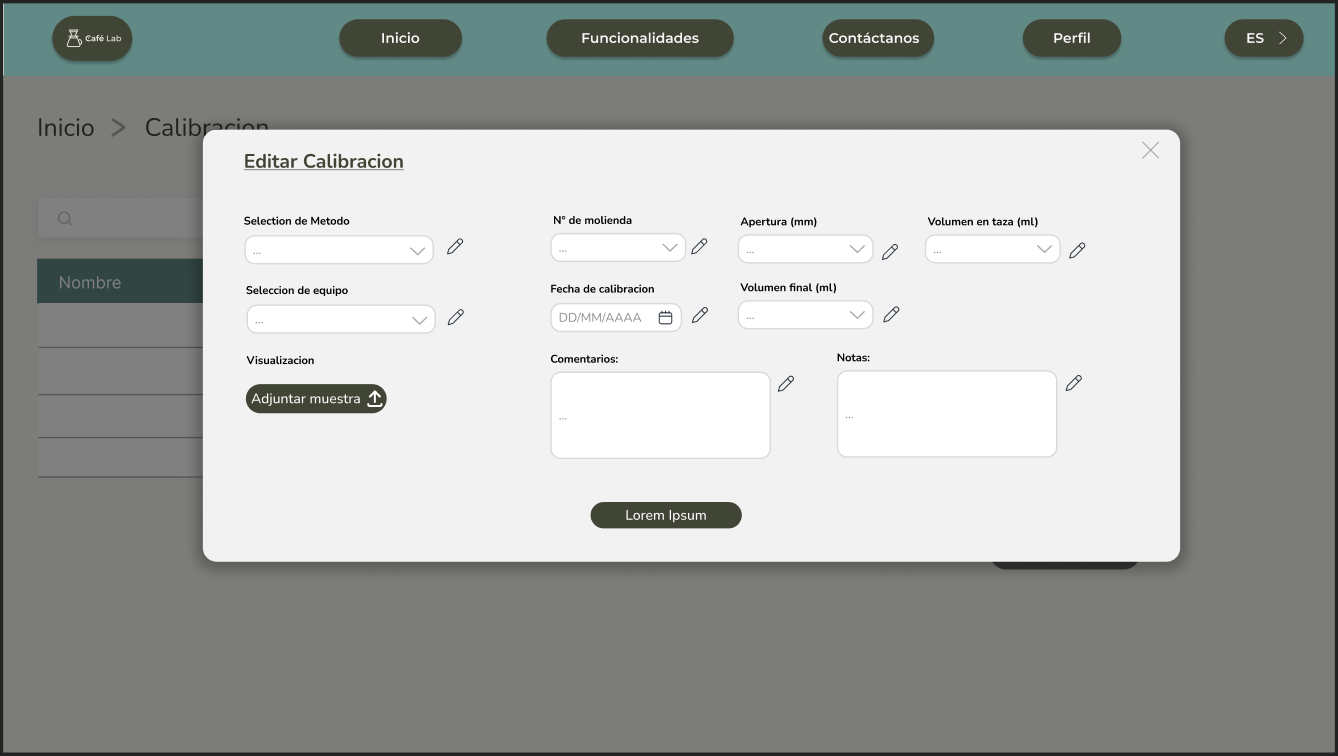 Café Lab
Inicio
Funcionalidades
Contáctanos
Perfil
ES
Inicio > Calibracion
Editar Calibracion
Selection de Metodo
N° de molienda
Apertura (mm)
Volumen en taza (ml)
...
...
...
...
Nombre
Seleccion de equipo
Fecha de calibracion
Volumen final (ml)
...
DD/MM/AAAA
...
Visualizacion
Comentarios:
Notas:
Adjuntar muestra
...
...
Lorem Ipsum